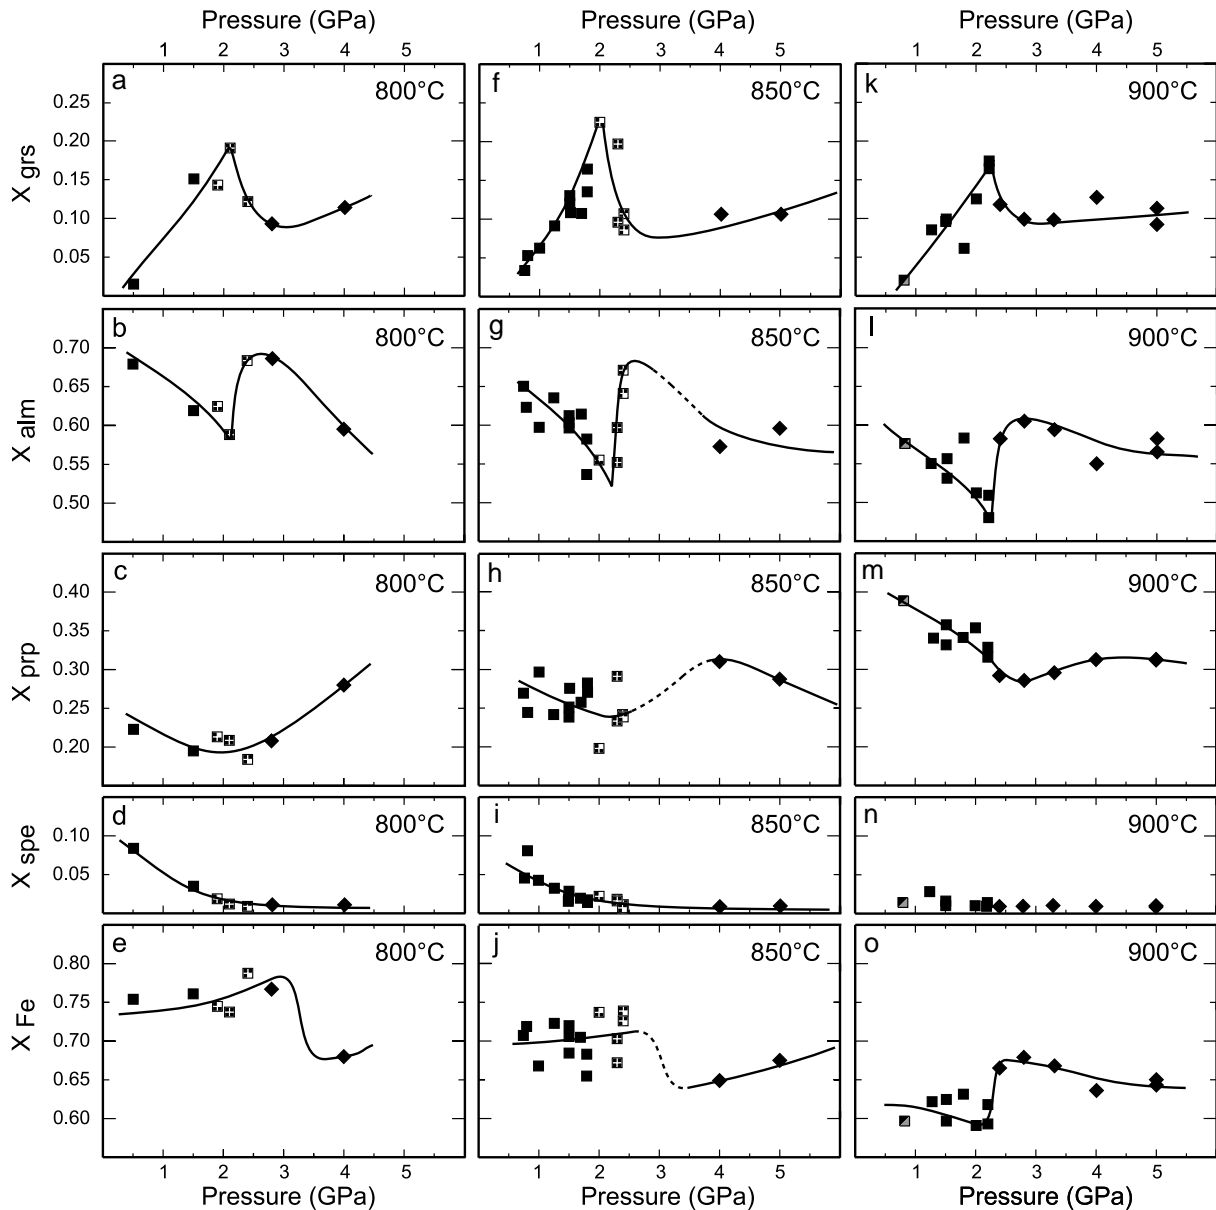 Pressure (GPa) Pressure (GPa) Pressure (GPa)
1 2 3 4 5 1 2 3 4 5 1 2 3 4 5
a 800°C f 850°C k 900°C
0.25
0.20
0.15
0.10
0.05
X grs
b 800°C g 850°C l 900°C
0.70
0.65
0.60
0.55
0.50
X alm
c 800°C h 850°C m 900°C
0.40
0.35
0.30
0.25
0.20
X prp
d 800°C i 850°C n 900°C
0.10
0.05
X spe
e 800°C j 850°C o 900°C
0.80
0.75
0.70
0.65
0.60
X Fe
1 2 3 4 5 1 2 3 4 5 1 2 3 4 5
Pressure (GPa) Pressure (GPa) Pressure (GPa)